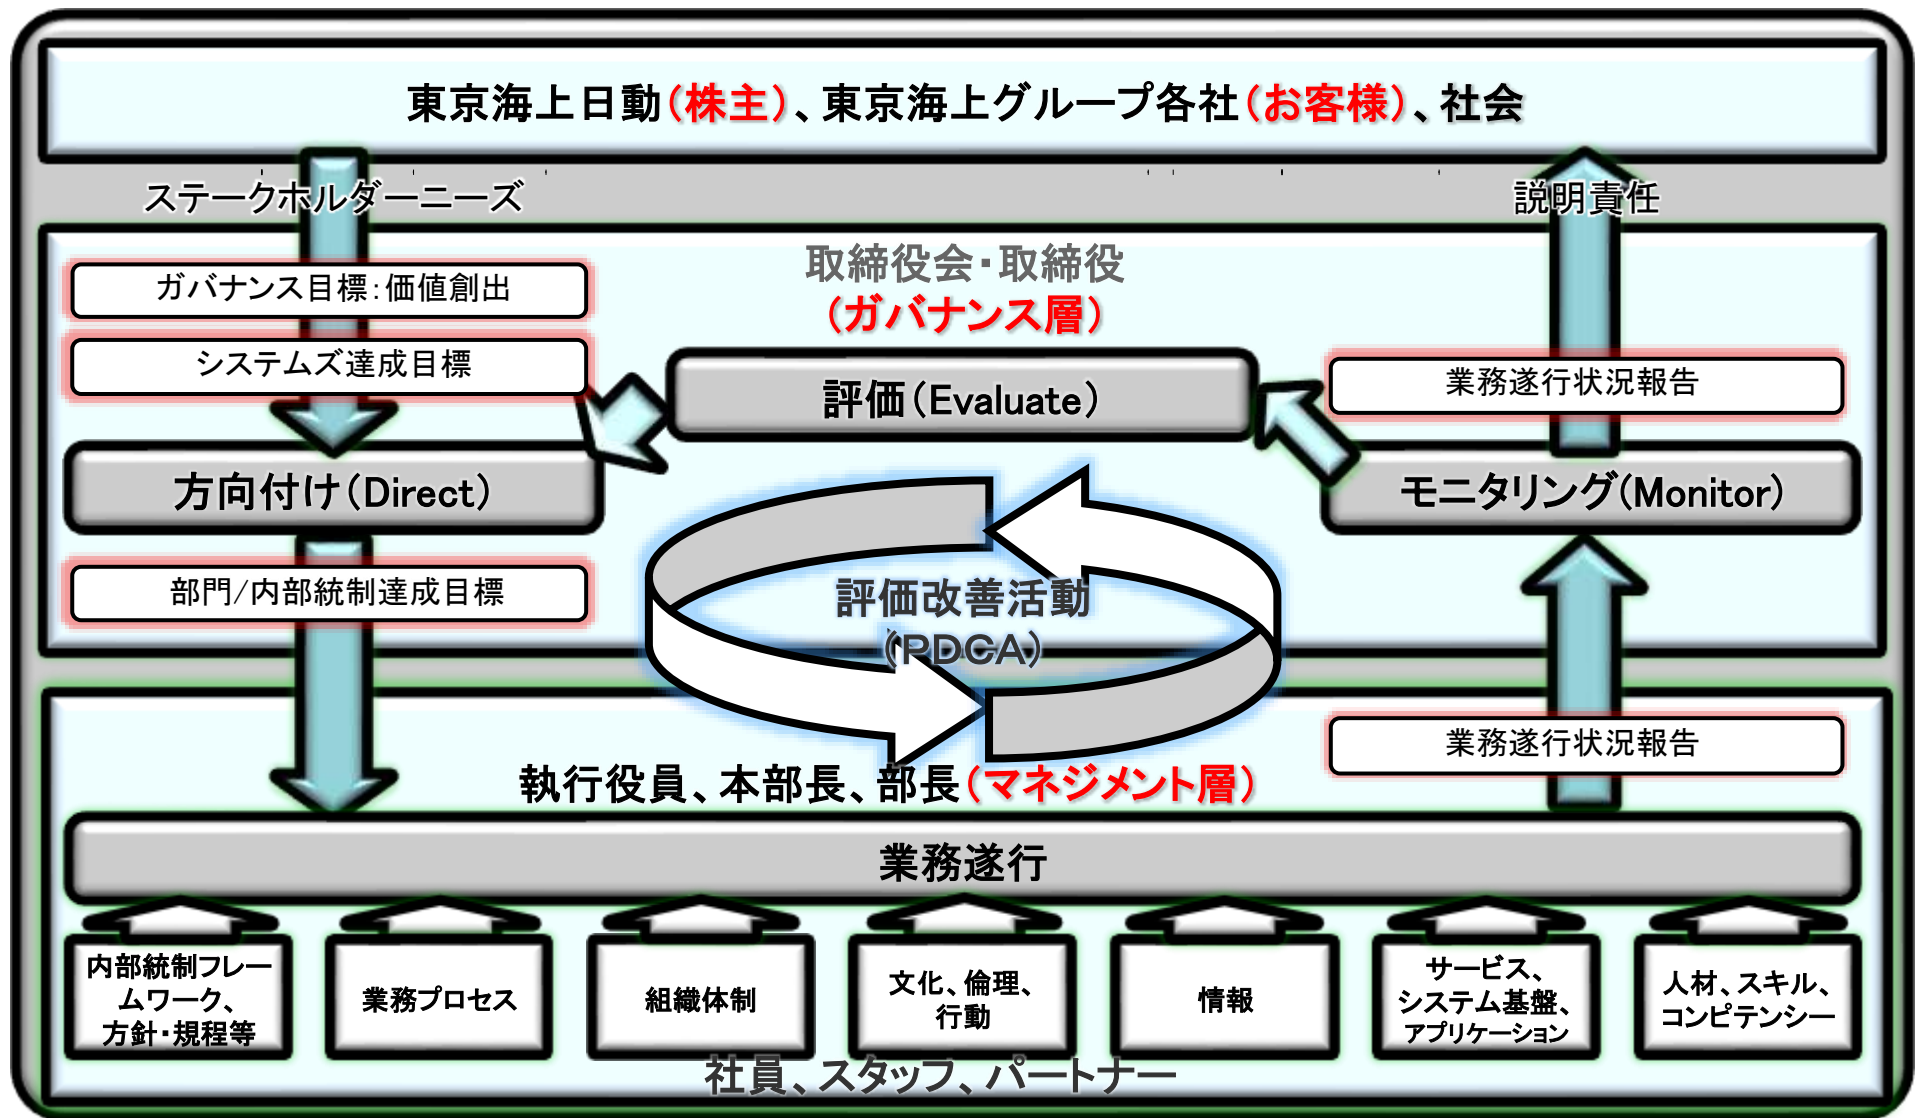 東京海上日動(株主)、東京海上グループ各社(お客様)、社会
ステークホルダーニーズ
説明責任
取締役会・取締役
(ガバナンス層)
ガバナンス目標:価値創出
システムズ達成目標
評価(Evaluate)
業務遂行状況報告
方向付け(Direct)
モニタリング(Monitor)
部門/内部統制達成目標
評価改善活動
(PDCA)
業務遂行状況報告
執行役員、本部長、部長(マネジメント層)
業務遂行
内部統制フレー
ムワーク、
方針・規程等
業務プロセス
組織体制
文化、倫理、
行動
情報
サービス、
システム基盤、
アプリケーション
人材、スキル、
コンピテンシー
社員、スタッフ、パートナー